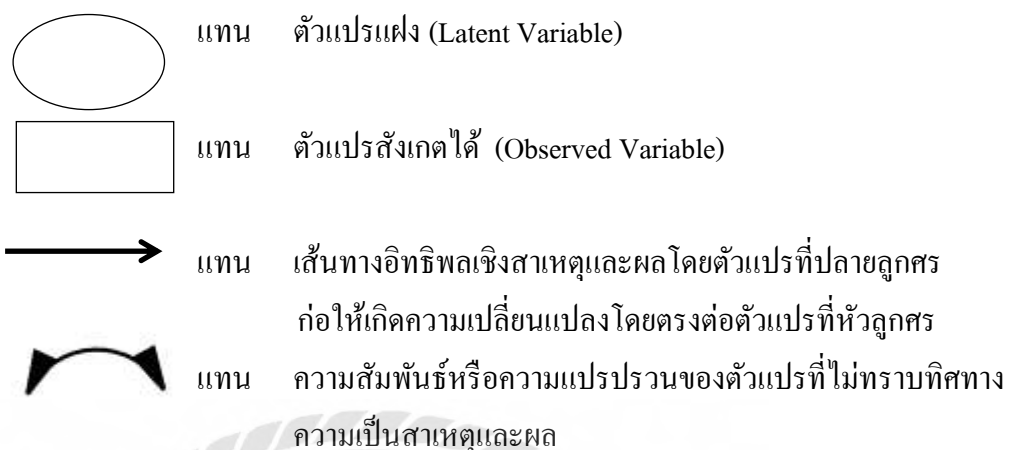 แทน ตัวแปรแฝง (Latent Variable)
แทน ตัวแปรสังเกตได้ (Observed Variable)
แทน เส้นทางอิทธิพลเชิงสาเหตุและผลโดยตัวแปรที่ปลายลูกศร
ก่อให้เกิดความเปลี่ยนแปลงโดยตรงต่อตัวแปรที่หัวลูกศร
แทน ความสัมพันธ์หรือความแปรปรวนของตัวแปรที่ไม่ทราบทิศทาง
ความเป็นสาเหตุและผล